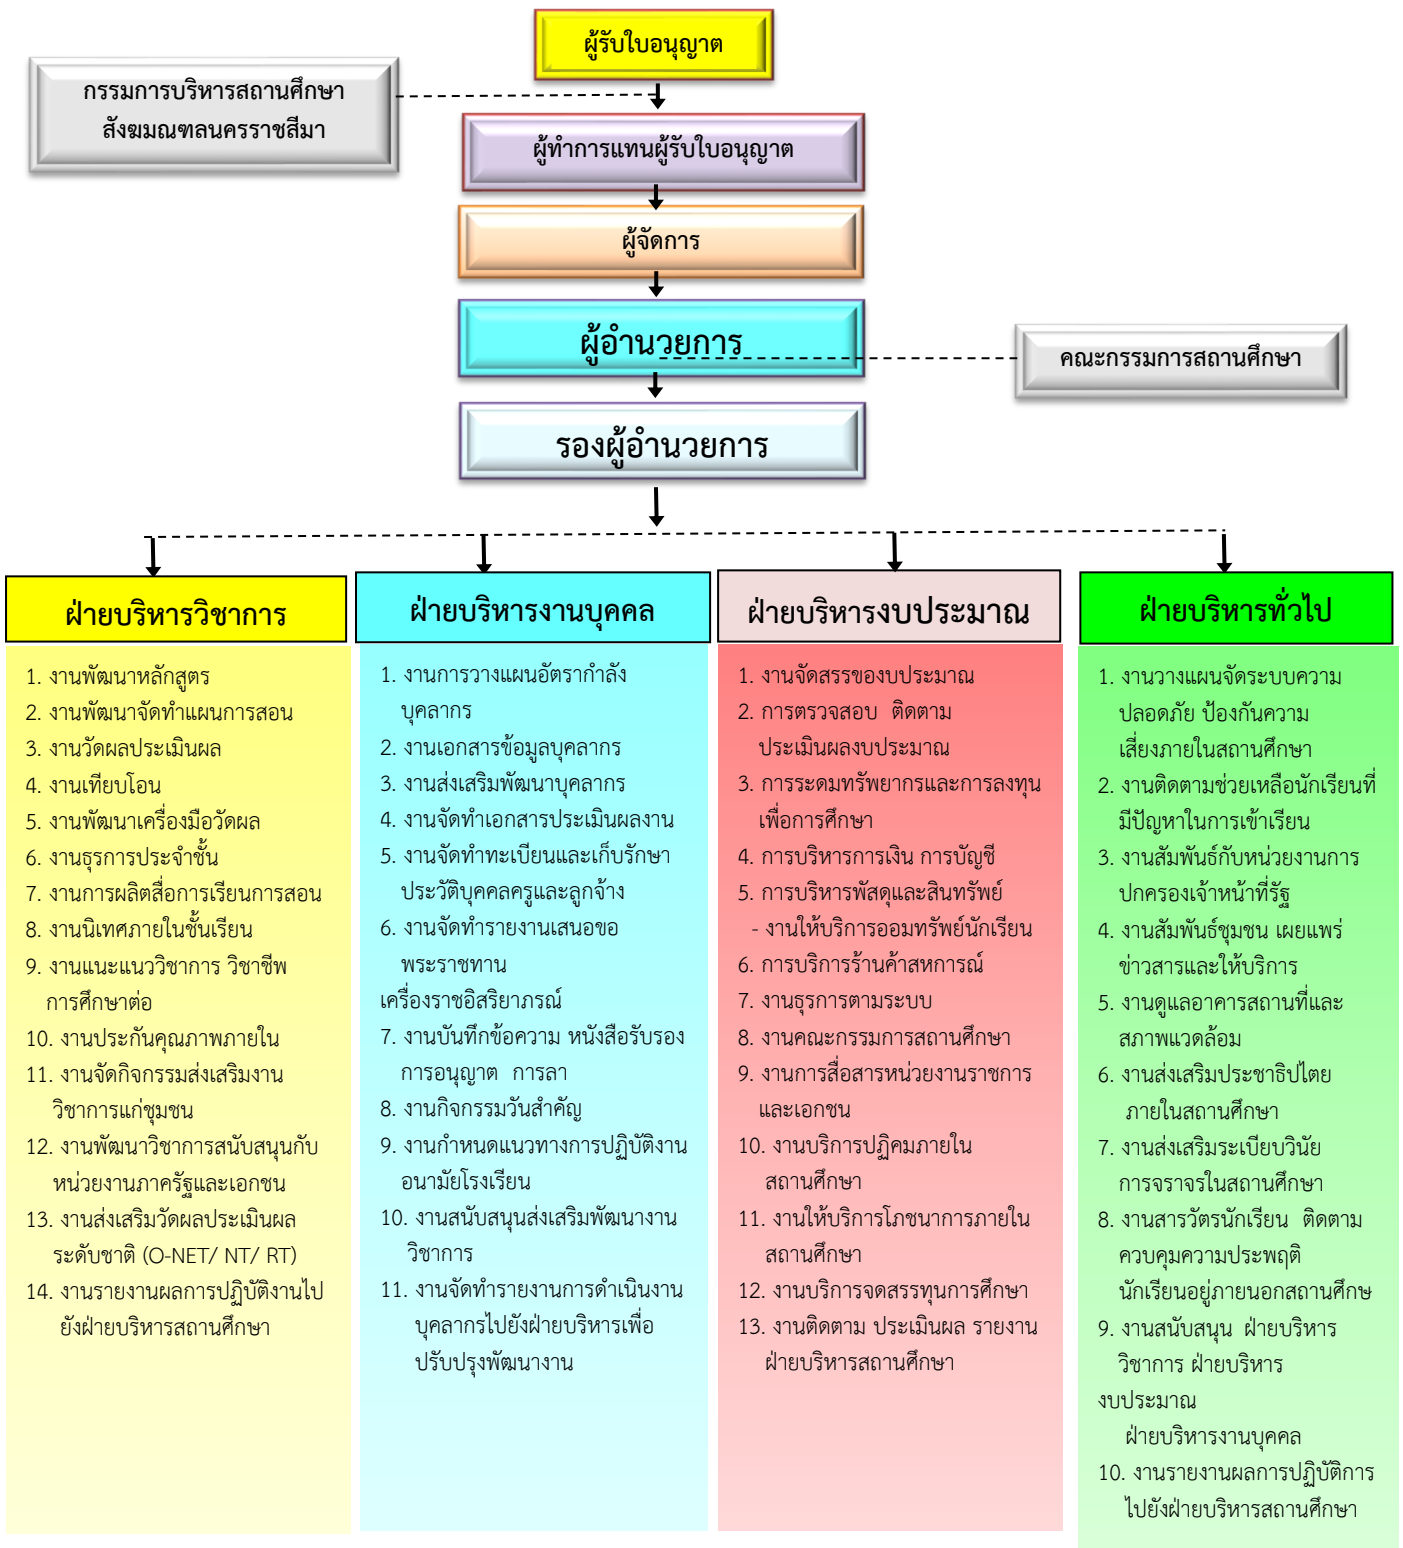 ผู้รับใบอนุญาต
กรรมการบริหารสถานศึกษา
สังฆมณฑลนครราชสีมา
ผู้ทำการแทนผู้รับใบอนุญาต
ผู้จัดการ
ผู้อำนวยการ
คณะกรรมการสถานศึกษา
รองผู้อำนวยการ
ฝ่ายบริหารวิชาการ
1. งานพัฒนาหลักสูตร
2. งานพัฒนาจัดทำแผนการสอน
3. งานวัดผลประเมินผล
4. งานเทียบโอน
5. งานพัฒนาเครื่องมือวัดผล
6. งานธุรการประจำชั้น
7. งานการผลิตสื่อการเรียนการสอน
8. งานนิเทศภายในชั้นเรียน
9. งานแนะแนววิชาการ วิชาชีพ
การศึกษาต่อ
10. งานประกันคุณภาพภายใน
11. งานจัดกิจกรรมส่งเสริมงาน
วิชาการแก่ชุมชน
12. งานพัฒนาวิชาการสนับสนุนกับ
หน่วยงานภาครัฐและเอกชน
13. งานส่งเสริมวัดผลประเมินผล
ระดับชาติ (O-NET/ NT/ RT)
14. งานรายงานผลการปฏิบัติงานไป
ยังฝ่ายบริหารสถานศึกษา
ฝ่ายบริหารงานบุคคล
1. งานการวางแผนอัตรากำลัง
บุคลากร
2. งานเอกสารข้อมูลบุคลากร
3. งานส่งเสริมพัฒนาบุคลากร
4. งานจัดทำเอกสารประเมินผลงาน
5. งานจัดทำทะเบียนและเก็บรักษา
ประวัติบุคคลครูและลูกจ้าง
6. งานจัดทำรายงานเสนอขอ
พระราชทาน
เครื่องราชอิสริยาภรณ์
7. งานบันทึกข้อความ หนังสือรับรอง
การอนุญาต การลา
8. งานกิจกรรมวันสำคัญ
9. งานกำหนดแนวทางการปฏิบัติงาน
อนามัยโรงเรียน
10. งานสนับสนุนส่งเสริมพัฒนางาน
วิชาการ
11. งานจัดทำรายงานการดำเนินงาน
บุคลากรไปยังฝ่ายบริหารเพื่อ
ปรับปรุงพัฒนางาน
ฝ่ายบริหารงบประมาณ
1. งานจัดสรรของบประมาณ
2. การตรวจสอบ ติดตาม
ประเมินผลงบประมาณ
3. การระดมทรัพยากรและการลงทุน
เพื่อการศึกษา
4. การบริหารการเงิน การบัญชี
5. การบริหารพัสดุและสินทรัพย์
- งานให้บริการออมทรัพย์นักเรียน
6. การบริการร้านค้าสหการณ์
7. งานธุรการตามระบบ
8. งานคณะกรรมการสถานศึกษา
9. งานการสื่อสารหน่วยงานราชการ
และเอกชน
10. งานบริการปฏิคมภายใน
สถานศึกษา
11. งานให้บริการโภชนาการภายใน
สถานศึกษา
12. งานบริการจดสรรทุนการศึกษา
13. งานติดตาม ประเมินผล รายงาน
ฝ่ายบริหารสถานศึกษา
ฝ่ายบริหารทั่วไป
1. งานวางแผนจัดระบบความ
ปลอดภัย ป้องกันความ
เสี่ยงภายในสถานศึกษา
2. งานติดตามช่วยเหลือนักเรียนที่
มีปัญหาในการเข้าเรียน
3. งานสัมพันธ์กับหน่วยงานการ
ปกครองเจ้าหน้าที่รัฐ
4. งานสัมพันธ์ชุมชน เผยแพร่
ข่าวสารและให้บริการ
5. งานดูแลอาคารสถานที่และ
สภาพแวดล้อม
6. งานส่งเสริมประชาธิปไตย
ภายในสถานศึกษา
7. งานส่งเสริมระเบียบวินัย
การจราจรในสถานศึกษา
8. งานสารวัตรนักเรียน ติดตาม
ควบคุมความประพฤติ
นักเรียนอยู่ภายนอกสถานศึกษ
9. งานสนับสนุน ฝ่ายบริหาร
วิชาการ ฝ่ายบริหาร
งบประมาณ
ฝ่ายบริหารงานบุคคล
10. งานรายงานผลการปฏิบัติการ
ไปยังฝ่ายบริหารสถานศึกษา